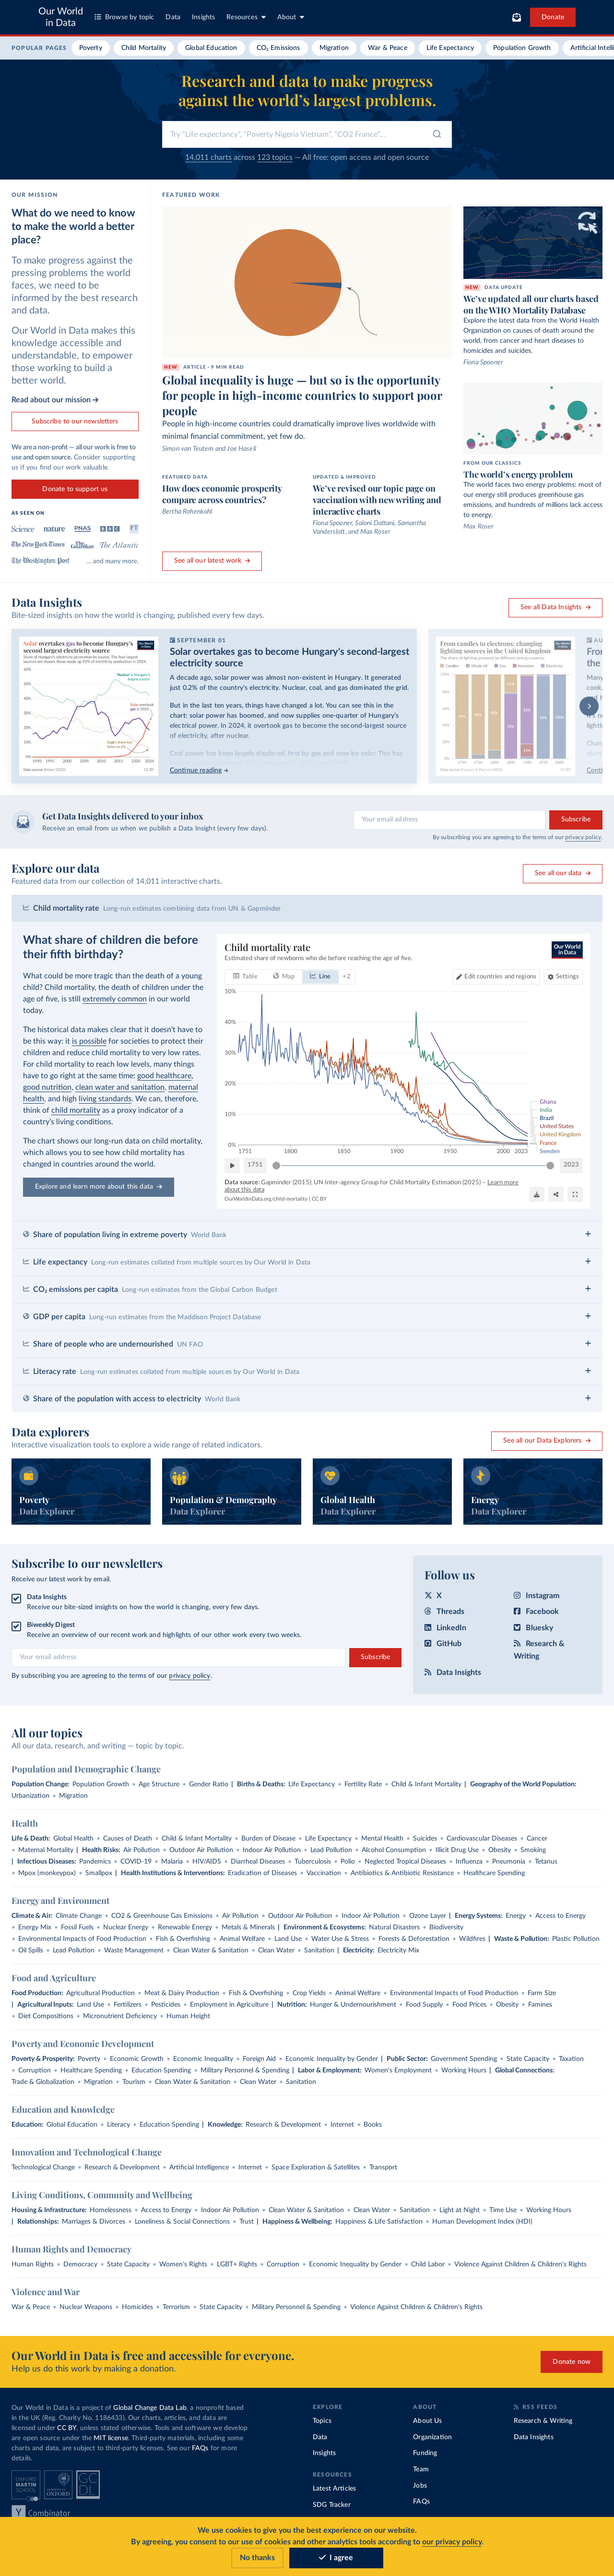 Our World
in Data
Browse by topic
Data
Insights
Resources
About
Donate
POPULAR PAGES
Poverty
Child Mortality
Global Education
CO₂ Emissions
Migration
War & Peace
Life Expectancy
Population Growth
Artificial Intelli
Research and data to make progress
against the world's largest problems.
Try "Life expectancy", "Poverty Nigeria Vietnam", "CO2 France"...
14,011 charts across 123 topics — All free: open access and open source
OUR MISSION
What do we need to know
to make the world a better
place?
To make progress against the
pressing problems the world
faces, we need to be
informed by the best research
and data.
Our World in Data makes this
knowledge accessible and
understandable, to empower
those working to build a
better world.
Read about our mission →
Subscribe to our newsletters
We are a non-profit — all our work is free to
use and open source. Consider supporting
us if you find our work valuable.
Donate to support us
AS SEEN ON
Science
nature
PNAS
BBC
FT
The New York Times
The Guardian
The Atlantic
The Washington Post
... and many more.
FEATURED WORK
NEW ARTICLE · 9 MIN READ
Global inequality is huge — but so is the opportunity
for people in high-income countries to support poor
people
People in high-income countries could dramatically improve lives worldwide with
minimal financial commitment, yet few do.
Simon van Teutem and Joe Hasell
FEATURED DATA
How does economic prosperity
compare across countries?
Bertha Rohenkohl
UPDATED & IMPROVED
We've revised our topic page on
vaccination with new writing and
interactive charts
Fiona Spooner, Saloni Dattani, Samantha
Vanderslott, and Max Roser
See all our latest work →
NEW DATA UPDATE
We've updated all our charts based
on the WHO Mortality Database
Explore the latest data from the World Health
Organization on causes of death around the
world, from cancer and heart diseases to
homicides and suicides.
Fiona Spooner
FROM OUR CLASSICS
The world's energy problem
The world faces two energy problems: most of
our energy still produces greenhouse gas
emissions, and hundreds of millions lack access
to energy.
Max Roser
Data Insights
Bite-sized insights on how the world is changing, published every few days.
See all Data Insights →
Solar overtakes gas to become Hungary's
second largest electricity source
SEPTEMBER 01
Solar overtakes gas to become Hungary's second-largest
electricity source
A decade ago, solar power was almost non-existent in Hungary. It generated
just 0.2% of the country's electricity. Nuclear, coal, and gas dominated the grid.
But in the last ten years, things have changed a lot. You can see this in the
chart: solar power has boomed, and now supplies one-quarter of Hungary's
electrical power. In 2024, it overtook gas to become the second-largest source
of electricity, after nuclear.
Coal power has been largely displaced, first by gas and now by solar. This has
Continue reading →
From candles to electrons: changing
lighting sources in the United Kingdom
Get Data Insights delivered to your inbox
Receive an email from us when we publish a Data Insight (every few days).
Your email address
Subscribe
By subscribing you are agreeing to the terms of our privacy policy.
Explore our data
Featured data from our collection of 14,011 interactive charts.
See all our data →
Child mortality rate Long-run estimates combining data from UN & Gapminder
What share of children die before
their fifth birthday?
What could be more tragic than the death of a young
child? Child mortality, the death of children under the
age of five, is still extremely common in our world
today.
The historical data makes clear that it doesn't have to
be this way: it is possible for societies to protect their
children and reduce child mortality to very low rates.
For child mortality to reach low levels, many things
have to go right at the same time: good healthcare,
good nutrition, clean water and sanitation, maternal
health, and high living standards. We can, therefore,
think of child mortality as a proxy indicator of a
country's living conditions.
The chart shows our long-run data on child mortality,
which allows you to see how child mortality has
changed in countries around the world.
Explore and learn more about this data →
Child mortality rate
Estimated share of newborns who die before reaching the age of five.
Our World
in Data
Table
Map
Line
+2
Edit countries and regions
Settings
50%
40%
30%
20%
10%
0%
1751
1800
1850
1900
1950
2000
2023
Ghana
India
Brazil
United States
United Kingdom
France
Sweden
1751
2023
Data source: Gapminder (2015); UN Inter-agency Group for Child Mortality Estimation (2025) – Learn more
about this data
OurWorldinData.org/child-mortality | CC BY
Share of population living in extreme poverty World Bank
Life expectancy Long-run estimates collated from multiple sources by Our World in Data
CO₂ emissions per capita Long-run estimates from the Global Carbon Budget
GDP per capita Long-run estimates from the Maddison Project Database
Share of people who are undernourished UN FAO
Literacy rate Long-run estimates collated from multiple sources by Our World in Data
Share of the population with access to electricity World Bank
Data explorers
Interactive visualization tools to explore a wide range of related indicators.
See all our Data Explorers →
Poverty
Data Explorer
Population & Demography
Data Explorer
Global Health
Data Explorer
Energy
Data Explorer
Subscribe to our newsletters
Receive our latest work by email.
Data Insights
Receive our bite-sized insights on how the world is changing, every few days.
Biweekly Digest
Receive an overview of our recent work and highlights of our other work every two weeks.
Your email address
Subscribe
By subscribing you are agreeing to the terms of our privacy policy.
Follow us
X
Instagram
Threads
Facebook
LinkedIn
Bluesky
GitHub
Research &
Writing
Data Insights
All our topics
All our data, research, and writing — topic by topic.
Population and Demographic Change
Population Change: Population Growth • Age Structure • Gender Ratio | Births & Deaths: Life Expectancy • Fertility Rate • Child & Infant Mortality | Geography of the World Population:
Urbanization • Migration
Health
Life & Death: Global Health • Causes of Death • Child & Infant Mortality • Burden of Disease • Life Expectancy • Mental Health • Suicides • Cardiovascular Diseases • Cancer
• Maternal Mortality | Health Risks: Air Pollution • Outdoor Air Pollution • Indoor Air Pollution • Lead Pollution • Alcohol Consumption • Illicit Drug Use • Obesity • Smoking
| Infectious Diseases: Pandemics • COVID-19 • Malaria • HIV/AIDS • Diarrheal Diseases • Tuberculosis • Polio • Neglected Tropical Diseases • Influenza • Pneumonia • Tetanus
• Mpox (monkeypox) • Smallpox | Health Institutions & Interventions: Eradication of Diseases • Vaccination • Antibiotics & Antibiotic Resistance • Healthcare Spending
Energy and Environment
Climate & Air: Climate Change • CO2 & Greenhouse Gas Emissions • Air Pollution • Outdoor Air Pollution • Indoor Air Pollution • Ozone Layer | Energy Systems: Energy • Access to Energy
• Energy Mix • Fossil Fuels • Nuclear Energy • Renewable Energy • Metals & Minerals | Environment & Ecosystems: Natural Disasters • Biodiversity
• Environmental Impacts of Food Production • Fish & Overfishing • Animal Welfare • Land Use • Water Use & Stress • Forests & Deforestation • Wildfires | Waste & Pollution: Plastic Pollution
• Oil Spills • Lead Pollution • Waste Management • Clean Water & Sanitation • Clean Water • Sanitation | Electricity: Electricity Mix
Food and Agriculture
Food Production: Agricultural Production • Meat & Dairy Production • Fish & Overfishing • Crop Yields • Animal Welfare • Environmental Impacts of Food Production • Farm Size
| Agricultural Inputs: Land Use • Fertilizers • Pesticides • Employment in Agriculture | Nutrition: Hunger & Undernourishment • Food Supply • Food Prices • Obesity • Famines
• Diet Compositions • Micronutrient Deficiency • Human Height
Poverty and Economic Development
Poverty & Prosperity: Poverty • Economic Growth • Economic Inequality • Foreign Aid • Economic Inequality by Gender | Public Sector: Government Spending • State Capacity • Taxation
• Corruption • Healthcare Spending • Education Spending • Military Personnel & Spending | Labor & Employment: Women's Employment • Working Hours | Global Connections:
Trade & Globalization • Migration • Tourism • Clean Water & Sanitation • Clean Water • Sanitation
Education and Knowledge
Education: Global Education • Literacy • Education Spending | Knowledge: Research & Development • Internet • Books
Innovation and Technological Change
Technological Change • Research & Development • Artificial Intelligence • Internet • Space Exploration & Satellites • Transport
Living Conditions, Community and Wellbeing
Housing & Infrastructure: Homelessness • Access to Energy • Indoor Air Pollution • Clean Water & Sanitation • Clean Water • Sanitation • Light at Night • Time Use • Working Hours
| Relationships: Marriages & Divorces • Loneliness & Social Connections • Trust | Happiness & Wellbeing: Happiness & Life Satisfaction • Human Development Index (HDI)
Human Rights and Democracy
Human Rights • Democracy • State Capacity • Women's Rights • LGBT+ Rights • Corruption • Economic Inequality by Gender • Child Labor • Violence Against Children & Children's Rights
Violence and War
War & Peace • Nuclear Weapons • Homicides • Terrorism • State Capacity • Military Personnel & Spending • Violence Against Children & Children's Rights
Our World in Data is free and accessible for everyone.
Help us do this work by making a donation.
Donate now
Our World in Data is a project of Global Change Data Lab, a nonprofit based
in the UK (Reg. Charity No. 1186433). Our charts, articles, and data are
licensed under CC BY, unless stated otherwise. Tools and software we develop
are open source under the MIT license. Third-party materials, including some
charts and data, are subject to third-party licenses. See our FAQs for more
details.
OXFORD
MARTIN
SCHOOL
Y Combinator
EXPLORE
Topics
Data
Insights
RESOURCES
Latest Articles
SDG Tracker
ABOUT
About Us
Organization
Funding
Team
Jobs
FAQs
RSS FEEDS
Research & Writing
Data Insights
We use cookies to give you the best experience on our website.
By agreeing, you consent to our use of cookies and other analytics tools according to our privacy policy.
No thanks
I agree